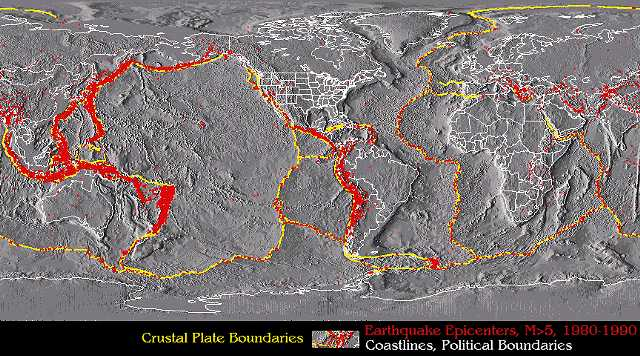 Crustal Plate Boundaries
Earthquake Epicenters, M>5, 1980-1990
Coastlines, Political Boundaries